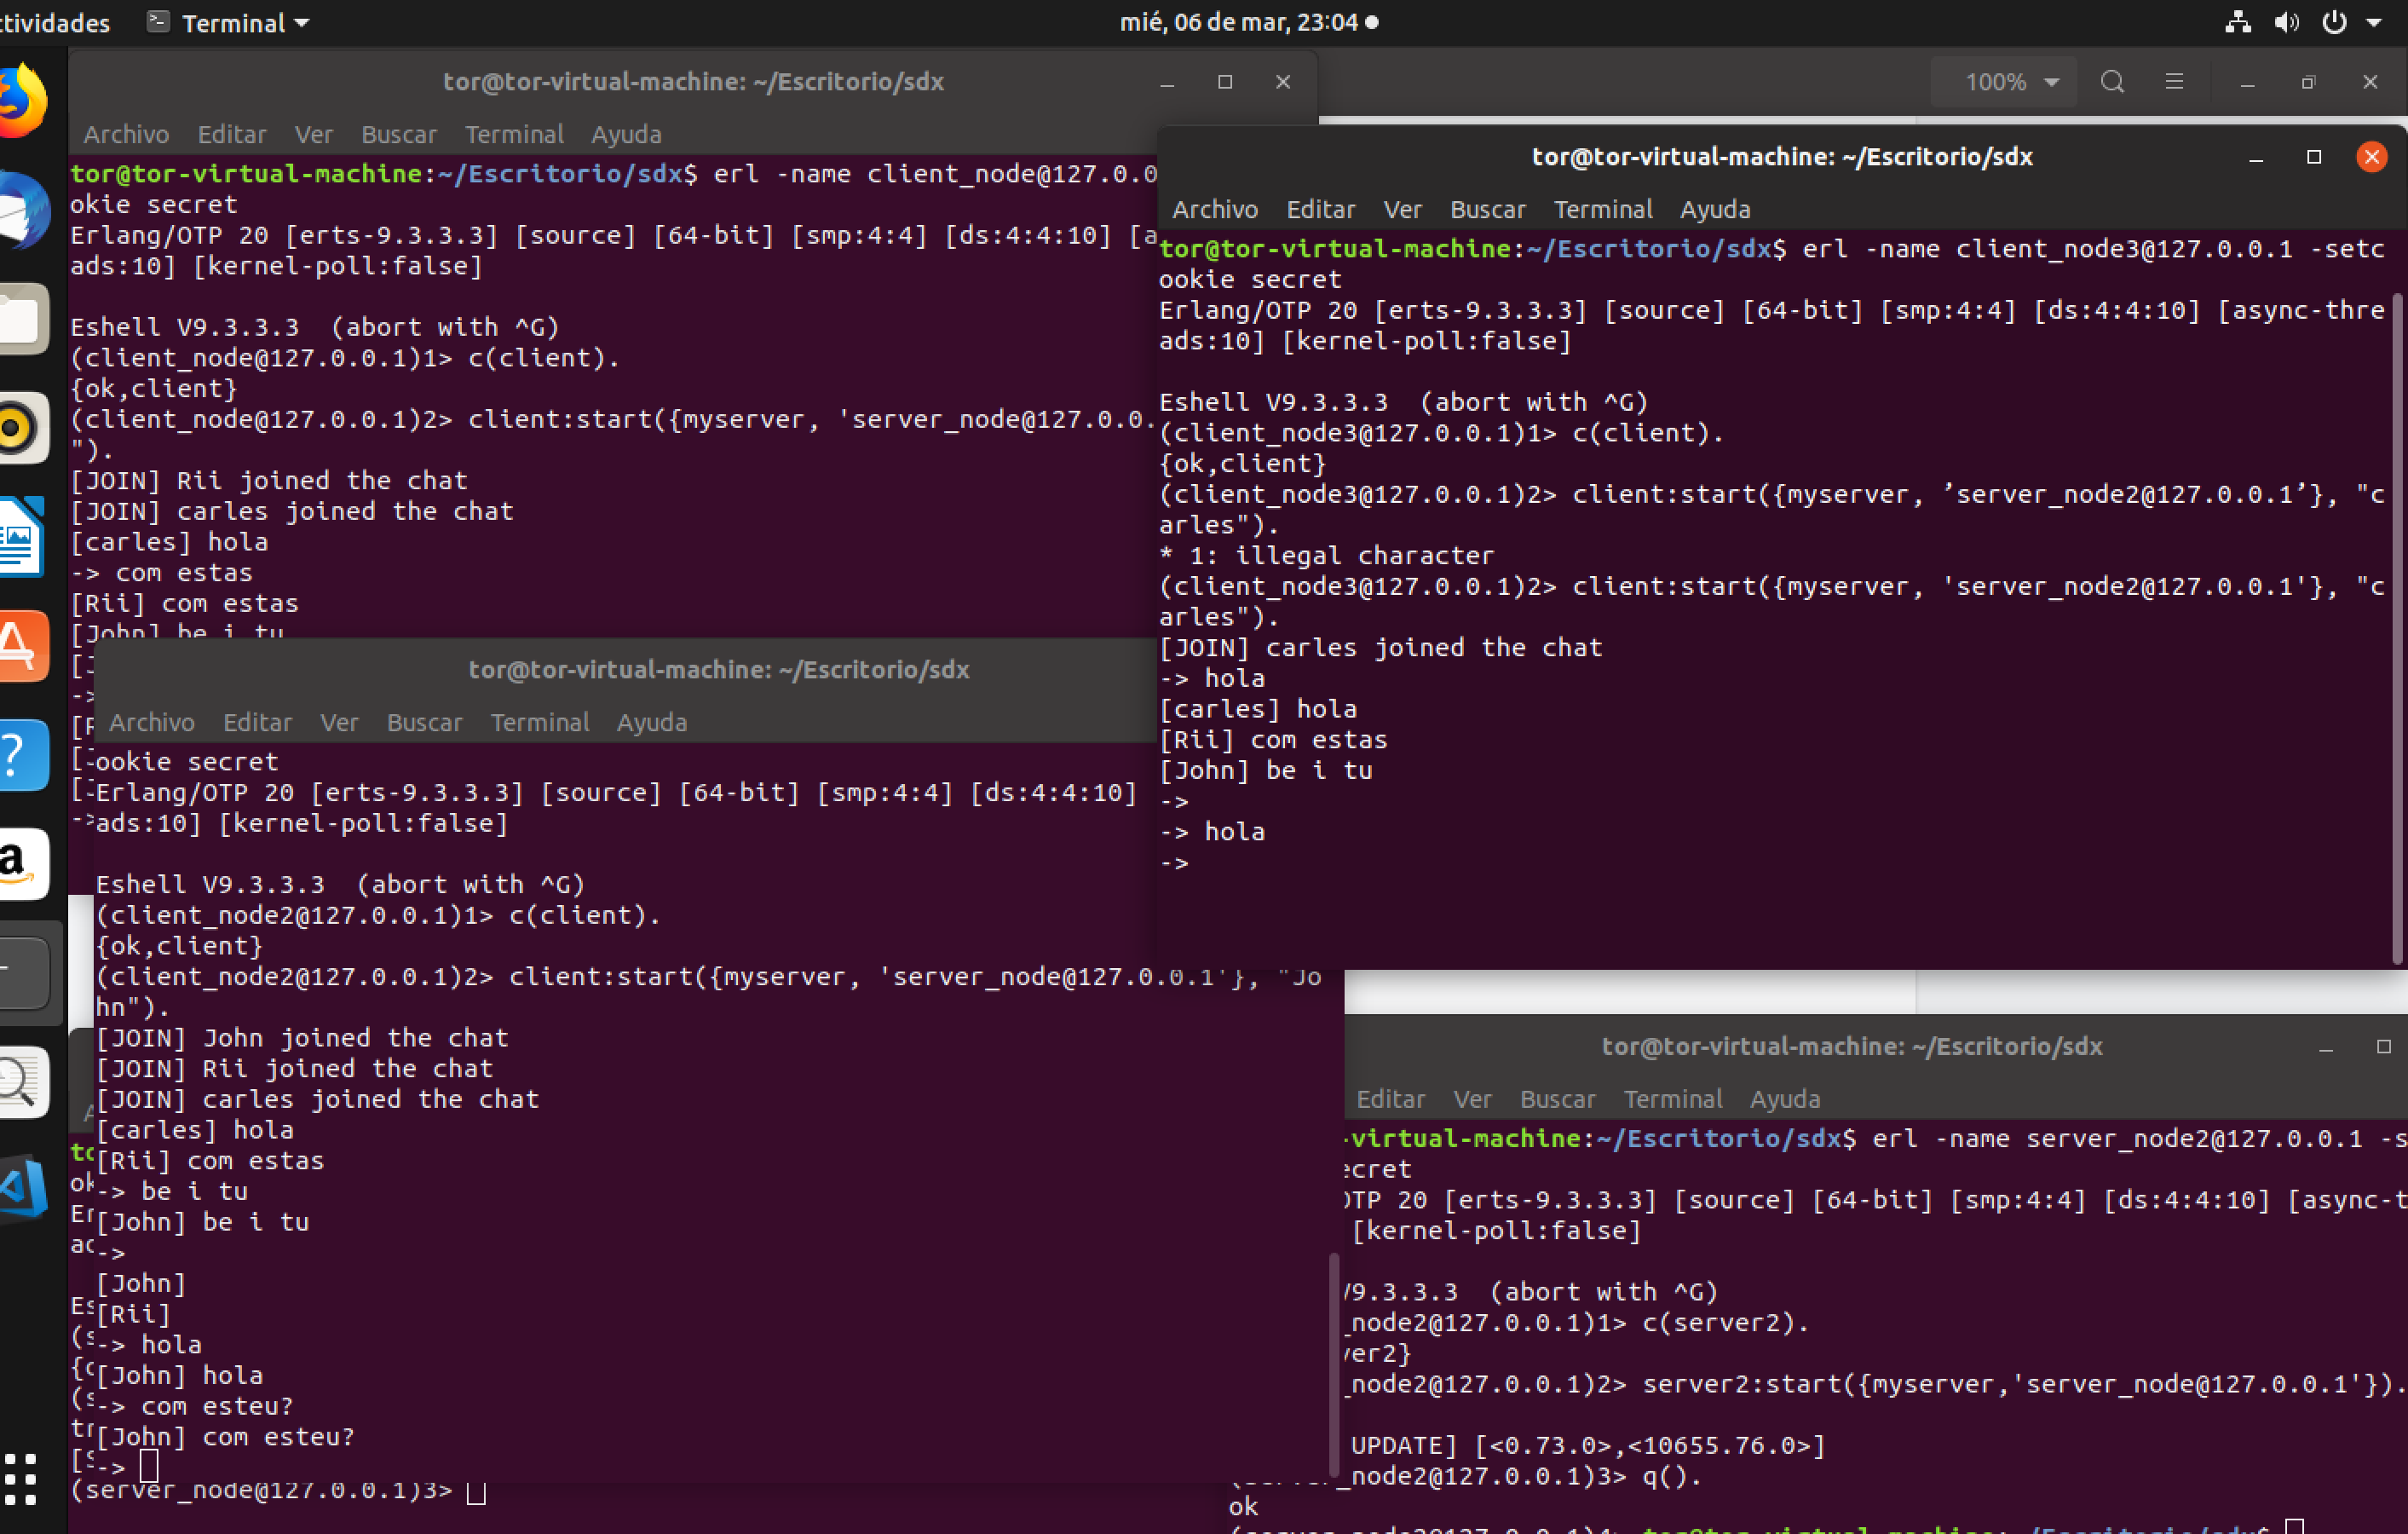 ctividades
Terminal
mié, 06 de mar, 23:04
tor@tor-virtual-machine: ~/Escritorio/sdx
Archivo Editar Ver Buscar Terminal Ayuda
tor@tor-virtual-machine:~/Escritorio/sdx$ erl -name client_node@127.0.0
okie secret
Erlang/OTP 20 [erts-9.3.3.3] [source] [64-bit] [smp:4:4] [ds:4:4:10] [a
ads:10] [kernel-poll:false]
Eshell V9.3.3.3  (abort with ^G)
(client_node@127.0.0.1)1> c(client).
{ok,client}
(client_node@127.0.0.1)2> client:start({myserver, 'server_node@127.0.0.
").
[JOIN] Rii joined the chat
[JOIN] carles joined the chat
[carles] hola
-> com estas
[Rii] com estas
[John] be i tu
100%
tor@tor-virtual-machine: ~/Escritorio/sdx
Archivo Editar Ver Buscar Terminal Ayuda
tor@tor-virtual-machine:~/Escritorio/sdx$ erl -name client_node3@127.0.0.1 -setc
ookie secret
Erlang/OTP 20 [erts-9.3.3.3] [source] [64-bit] [smp:4:4] [ds:4:4:10] [async-thre
ads:10] [kernel-poll:false]
Eshell V9.3.3.3  (abort with ^G)
(client_node3@127.0.0.1)1> c(client).
{ok,client}
(client_node3@127.0.0.1)2> client:start({myserver, ’server_node2@127.0.0.1’}, "c
arles").
* 1: illegal character
(client_node3@127.0.0.1)2> client:start({myserver, 'server_node2@127.0.0.1'}, "c
arles").
[JOIN] carles joined the chat
-> hola
[carles] hola
[Rii] com estas
[John] be i tu
->
-> hola
->
tor@tor-virtual-machine: ~/Escritorio/sdx
Archivo Editar Ver Buscar Terminal Ayuda
ookie secret
Erlang/OTP 20 [erts-9.3.3.3] [source] [64-bit] [smp:4:4] [ds:4:4:10]
ads:10] [kernel-poll:false]
Eshell V9.3.3.3  (abort with ^G)
(client_node2@127.0.0.1)1> c(client).
{ok,client}
(client_node2@127.0.0.1)2> client:start({myserver, 'server_node@127.0.0.1'}, "Jo
hn").
[JOIN] John joined the chat
[JOIN] Rii joined the chat
[JOIN] carles joined the chat
[carles] hola
[Rii] com estas
-> be i tu
[John] be i tu
->
[John]
[Rii]
-> hola
[John] hola
-> com esteu?
[John] com esteu?
->
(server_node@127.0.0.1)3>
tor@tor-virtual-machine: ~/Escritorio/sdx
Editar Ver Buscar Terminal Ayuda
-virtual-machine:~/Escritorio/sdx$ erl -name server_node2@127.0.0.1 -s
ecret
OTP 20 [erts-9.3.3.3] [source] [64-bit] [smp:4:4] [ds:4:4:10] [async-t
[kernel-poll:false]
V9.3.3.3  (abort with ^G)
_node2@127.0.0.1)1> c(server2).
ver2}
_node2@127.0.0.1)2> server2:start({myserver,'server_node@127.0.0.1'}).
UPDATE] [<0.73.0>,<10655.76.0>]
_node2@127.0.0.1)3> q().
ok